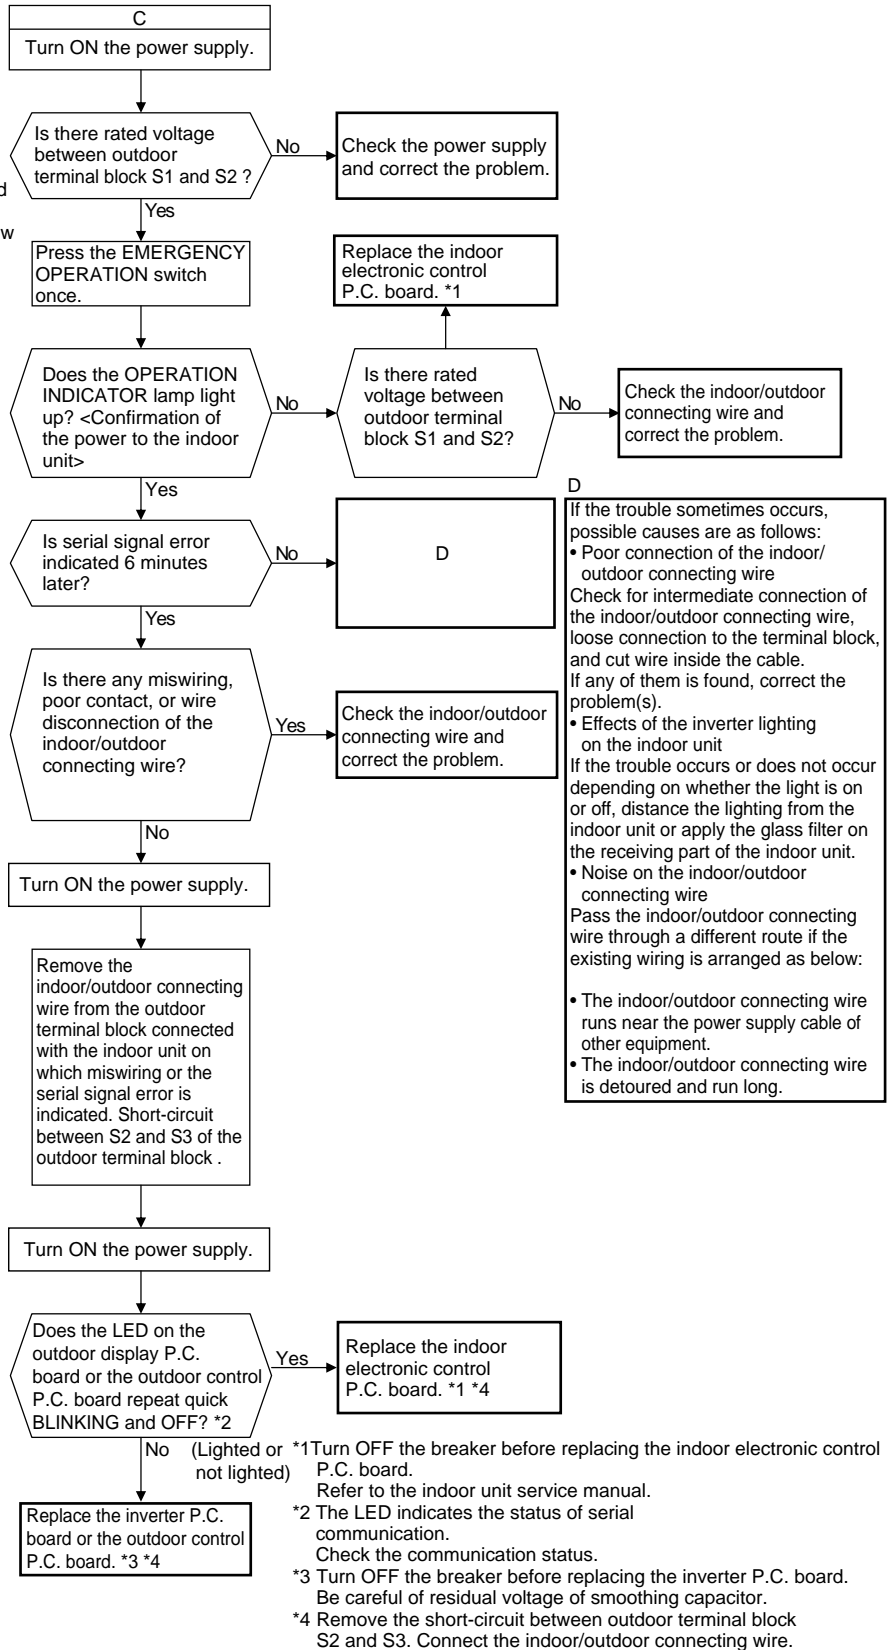 C
Turn ON the power supply.
Is there rated voltage
between outdoor
terminal block S1 and S2 ?
No
Check the power supply
and correct the problem.
d
w
Yes
Press the EMERGENCY
OPERATION switch
once.
Replace the indoor
electronic control
P.C. board. *1
Does the OPERATION
INDICATOR lamp light
up? <Confirmation of
the power to the indoor
unit>
No
Is there rated
voltage between
outdoor terminal
block S1 and S2?
No
Check the indoor/outdoor
connecting wire and
correct the problem.
Yes
Is serial signal error
indicated 6 minutes
later?
No
D
Yes
Is there any miswiring,
poor contact, or wire
disconnection of the
indoor/outdoor
connecting wire?
Yes
Check the indoor/outdoor
connecting wire and
correct the problem.
No
D
If the trouble sometimes occurs,
possible causes are as follows:
• Poor connection of the indoor/
outdoor connecting wire
Check for intermediate connection of
the indoor/outdoor connecting wire,
loose connection to the terminal block,
and cut wire inside the cable.
If any of them is found, correct the
problem(s).
• Effects of the inverter lighting
on the indoor unit
If the trouble occurs or does not occur
depending on whether the light is on
or off, distance the lighting from the
indoor unit or apply the glass filter on
the receiving part of the indoor unit.
• Noise on the indoor/outdoor
connecting wire
Pass the indoor/outdoor connecting
wire through a different route if the
existing wiring is arranged as below:
• The indoor/outdoor connecting wire
runs near the power supply cable of
other equipment.
• The indoor/outdoor connecting wire
is detoured and run long.
Turn ON the power supply.
Remove the
indoor/outdoor connecting
wire from the outdoor
terminal block connected
with the indoor unit on
which miswiring or the
serial signal error is
indicated. Short-circuit
between S2 and S3 of the
outdoor terminal block .
Turn ON the power supply.
Does the LED on the
outdoor display P.C.
board or the outdoor control
P.C. board repeat quick
BLINKING and OFF? *2
Yes
Replace the indoor
electronic control
P.C. board. *1 *4
No
(Lighted or
not lighted)
Replace the inverter P.C.
board or the outdoor control
P.C. board. *3 *4
*1Turn OFF the breaker before replacing the indoor electronic control
P.C. board.
Refer to the indoor unit service manual.
*2 The LED indicates the status of serial
communication.
Check the communication status.
*3 Turn OFF the breaker before replacing the inverter P.C. board.
Be careful of residual voltage of smoothing capacitor.
*4 Remove the short-circuit between outdoor terminal block
S2 and S3. Connect the indoor/outdoor connecting wire.